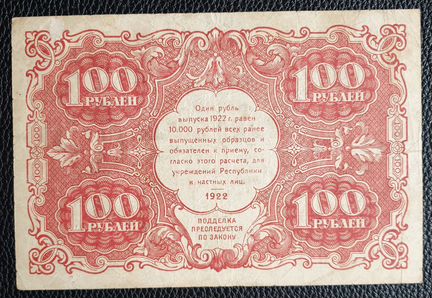 100 100
РУБЛЕЙ РУБЛЕЙ
Один рубль
выпуска 1922 г. равен
10.000 рублей всех ранее
выпущенных образцов и
обязателен к приему, со-
гласно этого расчета, для
учреждений Республики
и частных лиц.
1922
100 100
РУБЛЕЙ РУБЛЕЙ
ПОДДЕЛКА
ПРЕСЛЕДУЕТСЯ
ПО ЗАКОНУ.